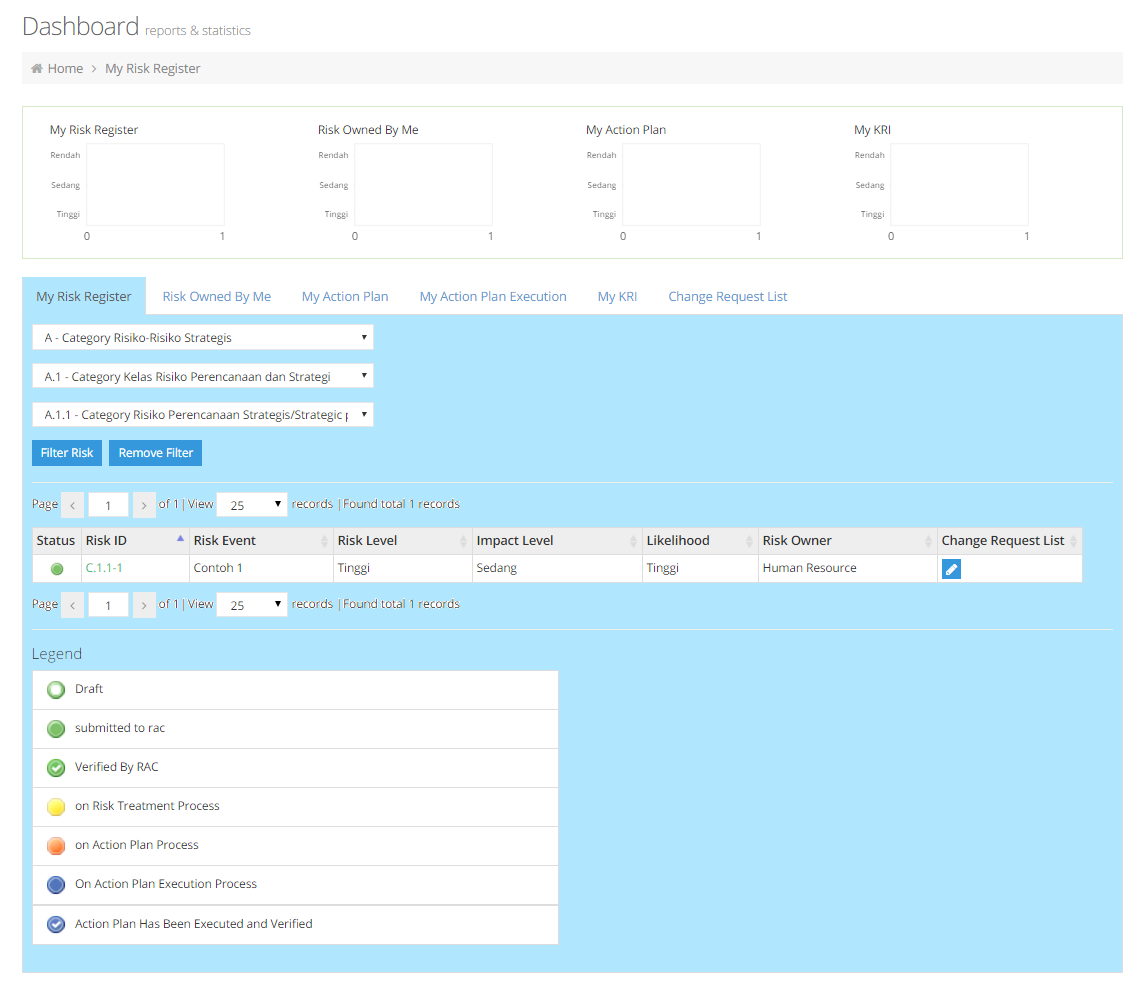 Dashboard reports & statistics
Home > My Risk Register
My Risk Register
Rendah
Sedang
Tinggi
0 1
Risk Owned By Me
Rendah
Sedang
Tinggi
0 1
My Action Plan
Rendah
Sedang
Tinggi
0 1
My KRI
Rendah
Sedang
Tinggi
0 1
My Risk Register Risk Owned By Me My Action Plan My Action Plan Execution My KRI Change Request List
A - Category Risiko-Risiko Strategis
A.1 - Category Kelas Risiko Perencanaan dan Strategi
A.1.1 - Category Risiko Perencanaan Strategis/Strategic
Filter Risk Remove Filter
Page < 1 > of 1 | View 25 records | Found total 1 records
Status Risk ID Risk Event Risk Level Impact Level Likelihood Risk Owner Change Request List
C.1.1-1 Contoh 1 Tinggi Sedang Tinggi Human Resource
Page < 1 > of 1 | View 25 records | Found total 1 records
Legend
Draft
submitted to rac
Verified By RAC
on Risk Treatment Process
on Action Plan Process
On Action Plan Execution Process
Action Plan Has Been Executed and Verified